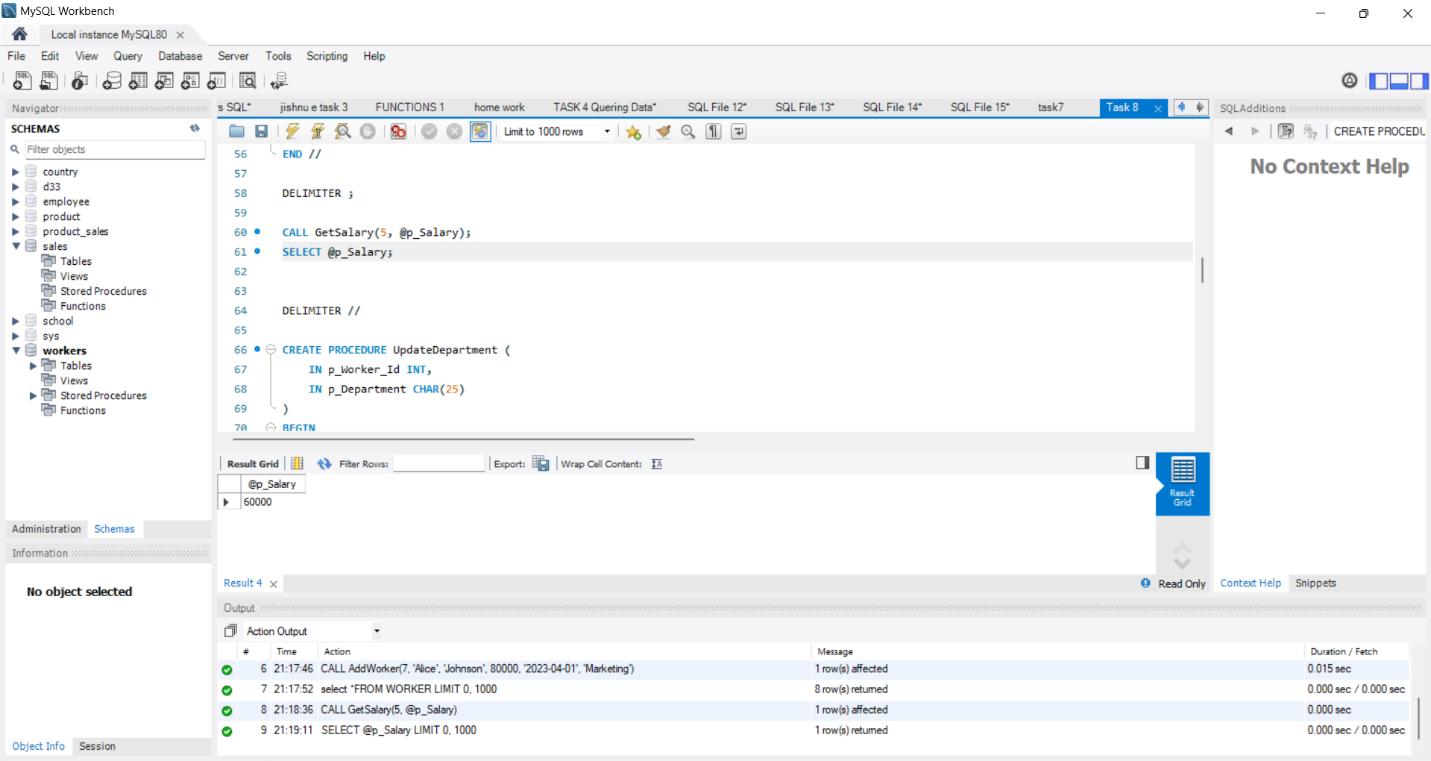 MySQL Workbench
Local instance MySQL80
File Edit View Query Database Server Tools Scripting Help
Navigator
SCHEMAS
Filter objects
country
d33
employee
product
product_sales
sales
Tables
Views
Stored Procedures
Functions
school
sys
workers
Tables
Views
Stored Procedures
Functions
Administration Schemas
Information
No object selected
Object Info Session
s SQL* jishnu e task 3 FUNCTIONS 1 home work TASK 4 Quering Data* SQL File 12* SQL File 13* SQL File 14* SQL File 15* task7 Task 8
Limit to 1000 rows
56 END //
57
58 DELIMITER ;
59
60 CALL GetSalary(5, @p_Salary);
61 SELECT @p_Salary;
62
63
64 DELIMITER //
65
66 CREATE PROCEDURE UpdateDepartment (
67 IN p_Worker_Id INT,
68 IN p_Department CHAR(25)
69 )
70 BEGIN
Result Grid Filter Rows: Export: Wrap Cell Content:
@p_Salary
60000
Result
Grid
Result 4 Read Only
SQLAdditions
CREATE PROCEDU
No Context Help
Context Help Snippets
Output
Action Output
# Time Action Message Duration / Fetch
6 21:17:46 CALL AddWorker(7, 'Alice', 'Johnson', 80000, '2023-04-01', 'Marketing') 1 row(s) affected 0.015 sec
7 21:17:52 select *FROM WORKER LIMIT 0, 1000 8 row(s) returned 0.000 sec / 0.000 sec
8 21:18:36 CALL GetSalary(5, @p_Salary) 1 row(s) affected 0.000 sec
9 21:19:11 SELECT @p_Salary LIMIT 0, 1000 1 row(s) returned 0.000 sec / 0.000 sec